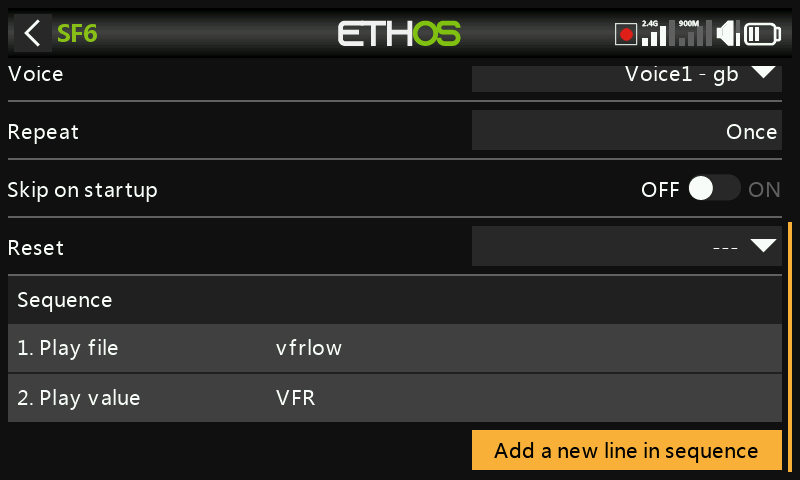 SF6
ETHOS
2.4G
900M
Voice
Voice1 - gb
Repeat
Once
Skip on startup
OFF
ON
Reset
---
Sequence
1. Play file
vfrlow
2. Play value
VFR
Add a new line in sequence